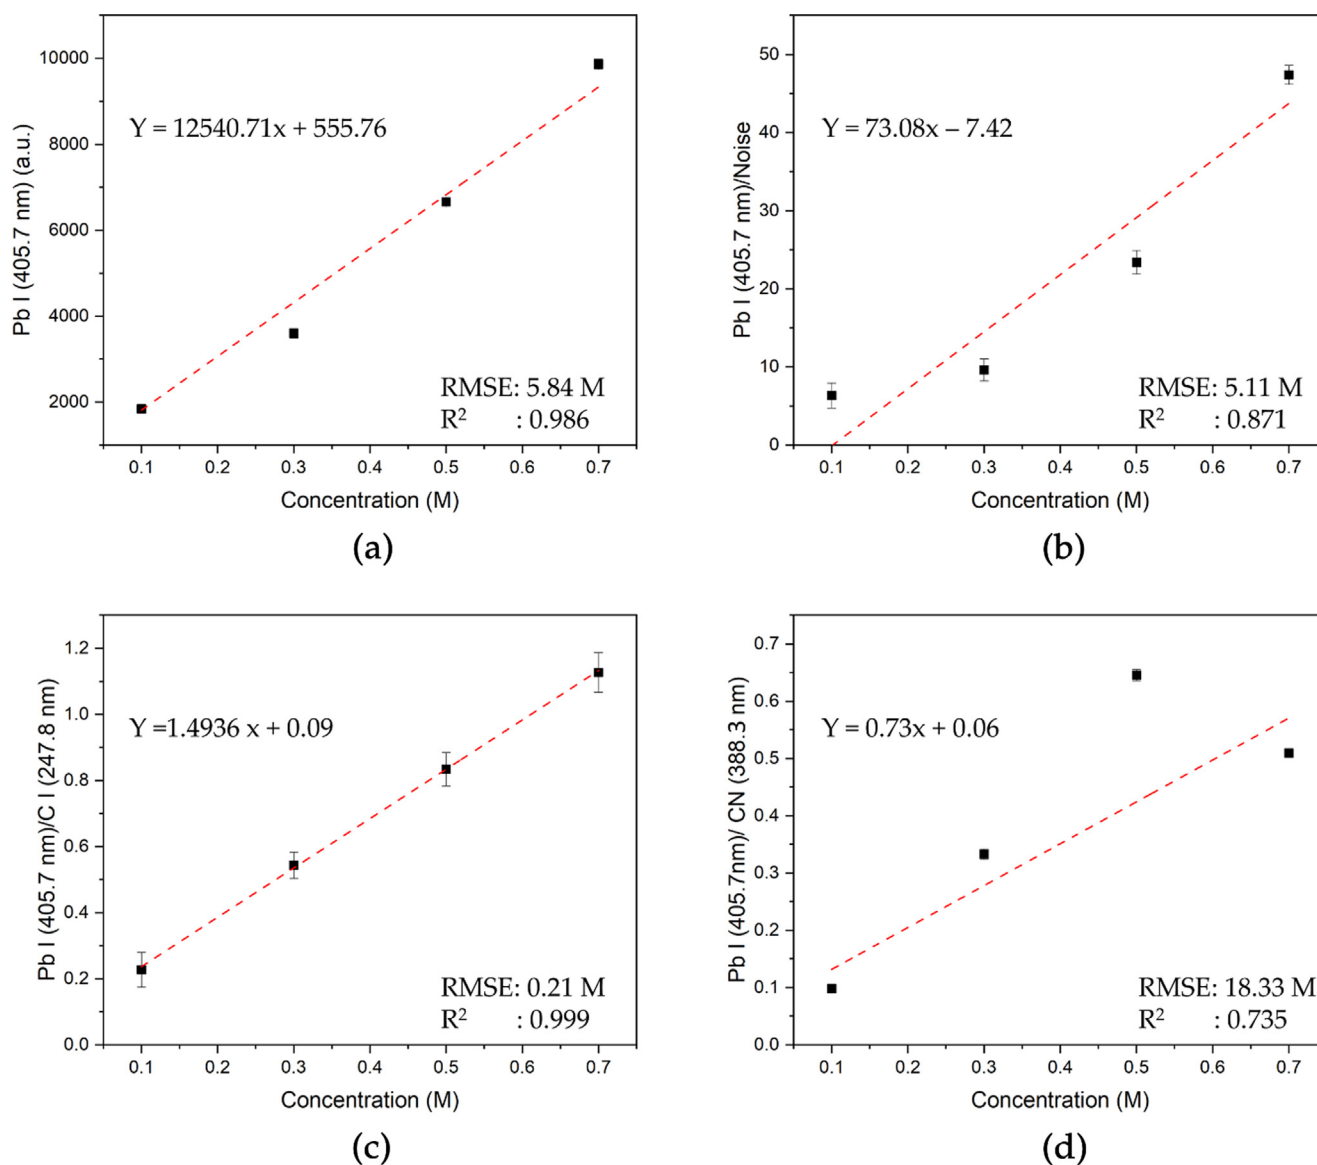 Pb I (405.7 nm) (a.u.)
10000
8000
6000
4000
2000
Y = 12540.71x + 555.76
RMSE: 5.84 M
R² : 0.986
0.1 0.2 0.3 0.4 0.5 0.6 0.7
Concentration (M)
(a)
Pb I (405.7 nm)/Noise
50
40
30
20
10
0
Y = 73.08x – 7.42
RMSE: 5.11 M
R² : 0.871
0.1 0.2 0.3 0.4 0.5 0.6 0.7
Concentration (M)
(b)
Pb I (405.7 nm)/C I (247.8 nm)
1.2
1.0
0.8
0.6
0.4
0.2
0.0
Y =1.4936 x + 0.09
RMSE: 0.21 M
R² : 0.999
0.1 0.2 0.3 0.4 0.5 0.6 0.7
Concentration (M)
(c)
Pb I (405.7nm)/ CN (388.3 nm)
0.7
0.6
0.5
0.4
0.3
0.2
0.1
0.0
Y = 0.73x + 0.06
RMSE: 18.33 M
R² : 0.735
0.1 0.2 0.3 0.4 0.5 0.6 0.7
Concentration (M)
(d)